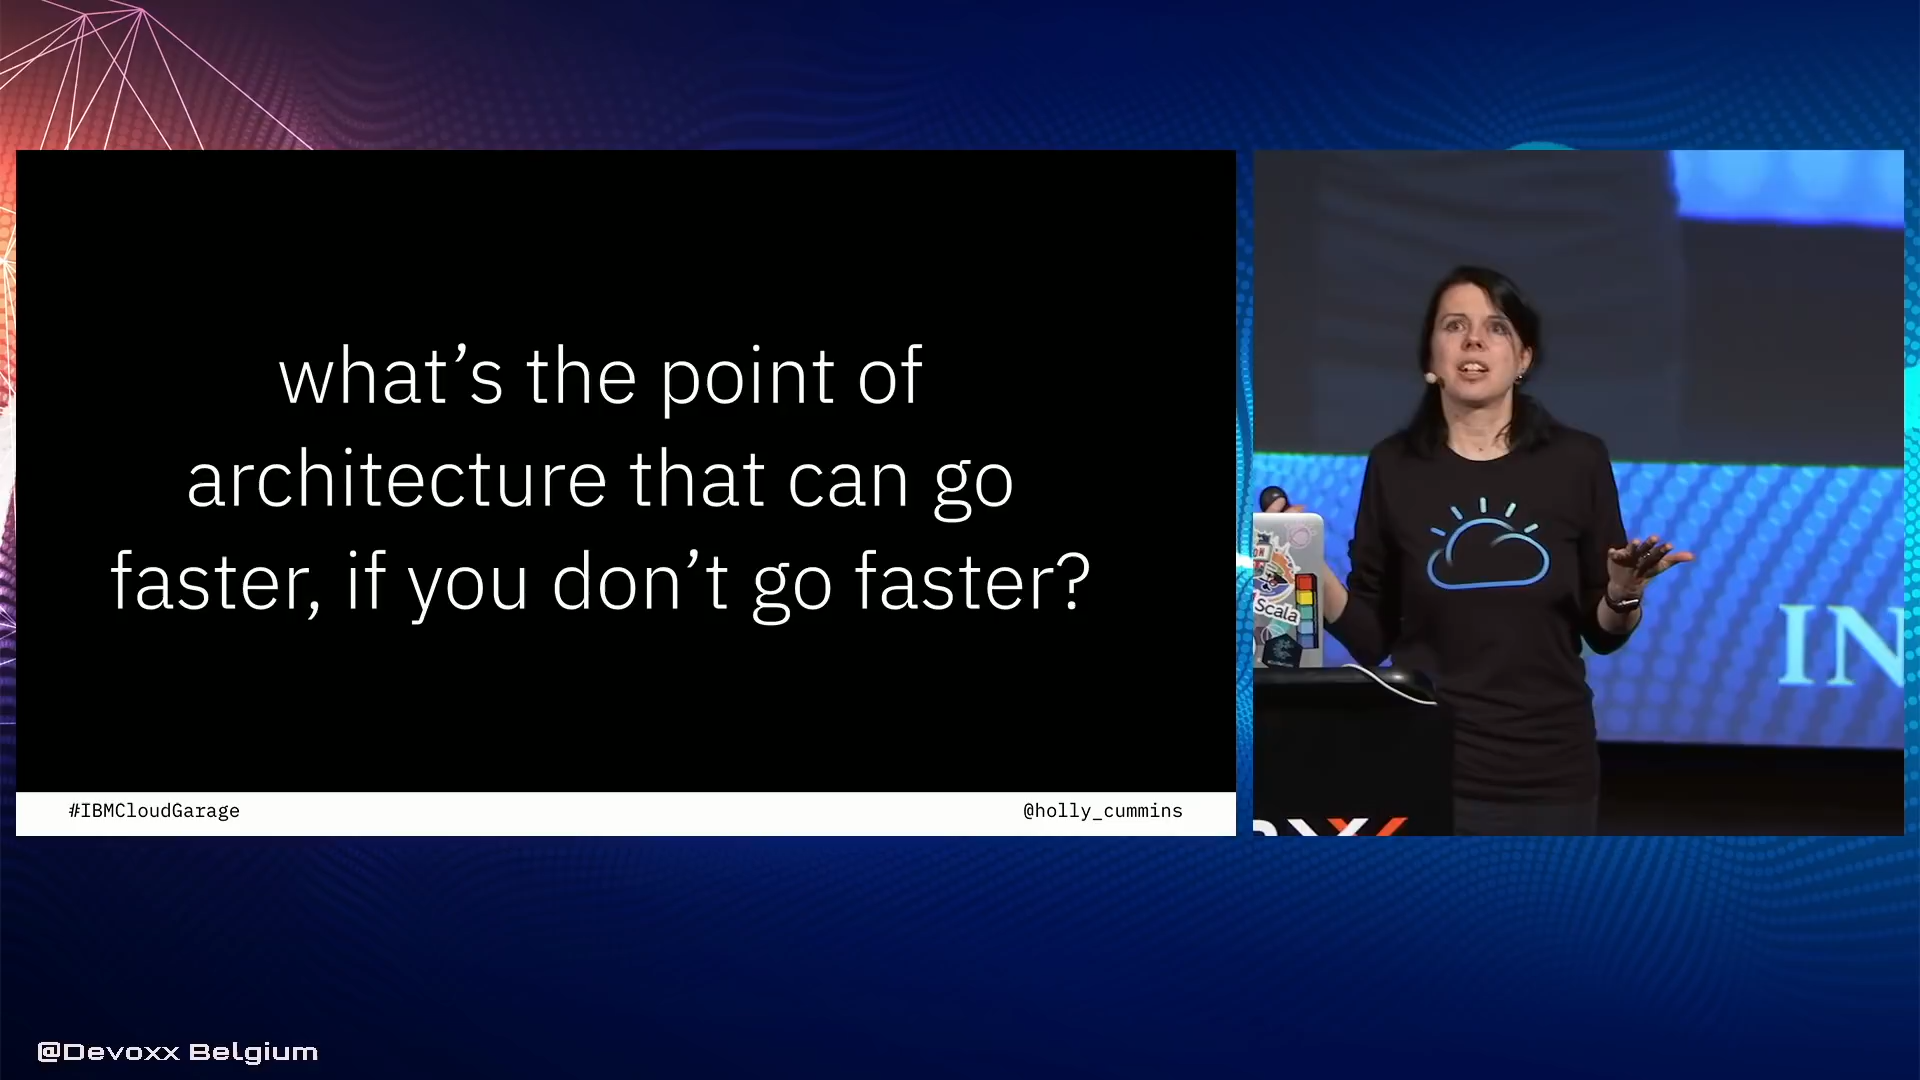 what’s the point of
architecture that can go
faster, if you don’t go faster?
#IBMCloudGarage
@holly_cummins
Scala
IN
@Devoxx Belgium